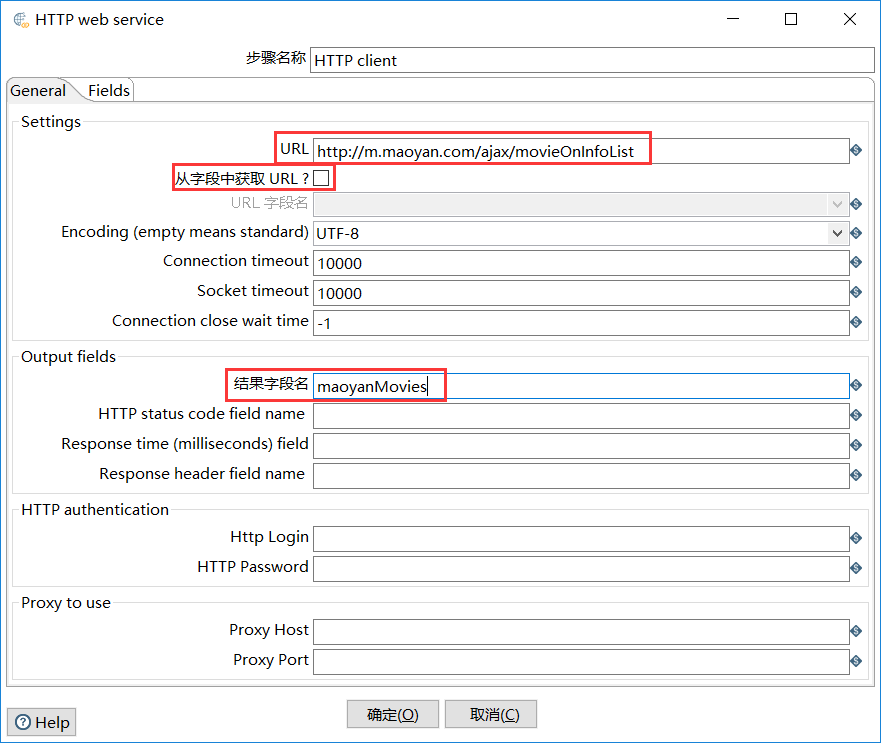 HTTP web service
步骤名称 HTTP client
General Fields
Settings
URL http://m.maoyan.com/ajax/movieOnInfoList
从字段中获取 URL ?
URL 字段名
Encoding (empty means standard) UTF-8
Connection timeout 10000
Socket timeout 10000
Connection close wait time -1
Output fields
结果字段名 maoyanMovies
HTTP status code field name
Response time (milliseconds) field
Response header field name
HTTP authentication
Http Login
HTTP Password
Proxy to use
Proxy Host
Proxy Port
Help 确定(O) 取消(C)